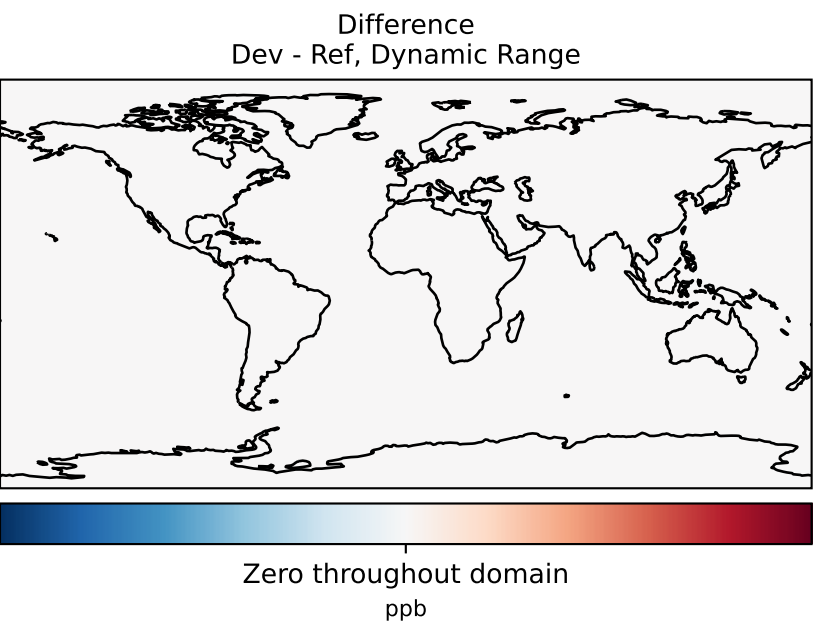 Difference
Dev - Ref, Dynamic Range
Zero throughout domain
ppb